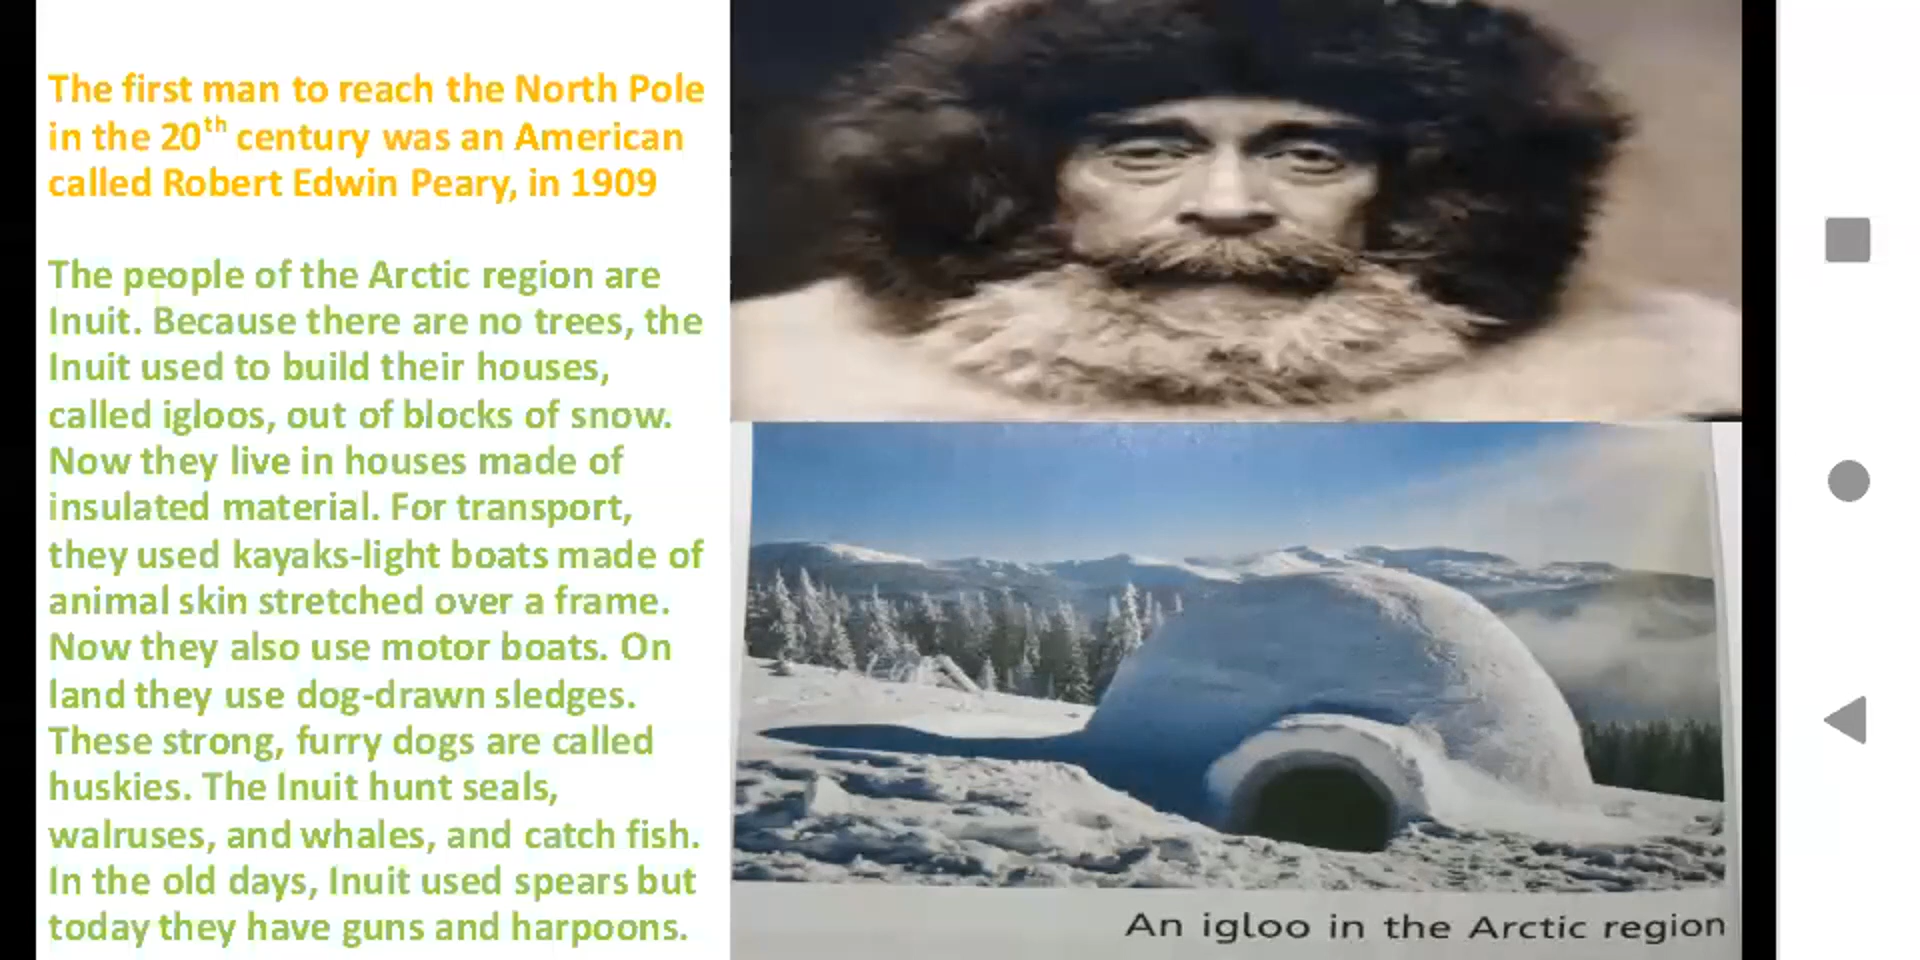 The first man to reach the North Pole
in the 20th century was an American
called Robert Edwin Peary, in 1909
The people of the Arctic region are
Inuit. Because there are no trees, the
Inuit used to build their houses,
called igloos, out of blocks of snow.
Now they live in houses made of
insulated material. For transport,
they used kayaks-light boats made of
animal skin stretched over a frame.
Now they also use motor boats. On
land they use dog-drawn sledges.
These strong, furry dogs are called
huskies. The Inuit hunt seals,
walruses, and whales, and catch fish.
In the old days, Inuit used spears but
today they have guns and harpoons.
An igloo in the Arctic region